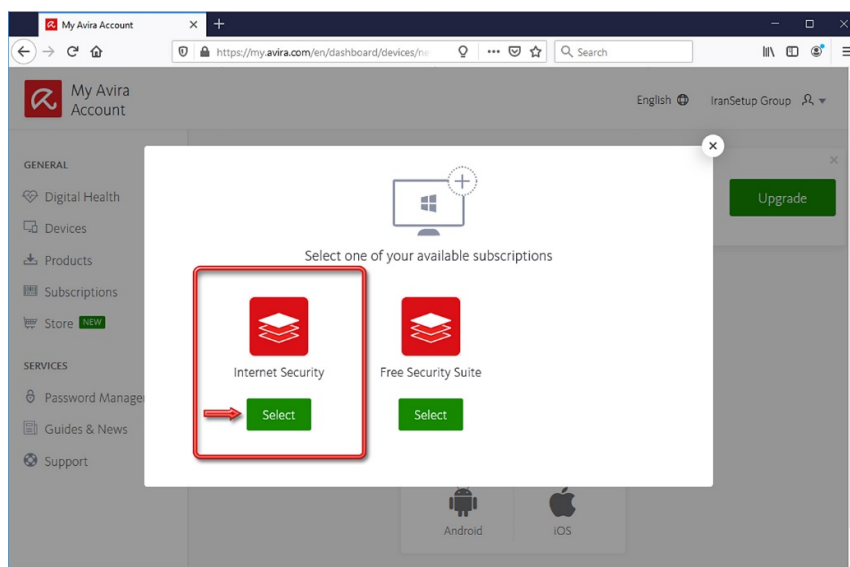 My Avira Account
https://my.avira.com/en/dashboard/devices/ne
Search
My Avira
Account
English
IranSetup Group
GENERAL
Digital Health
Devices
Products
Subscriptions
Store NEW
SERVICES
Password Manage
Guides & News
Support
Upgrade
Select one of your available subscriptions
Internet Security
Free Security Suite
Select
Select
Android
iOS